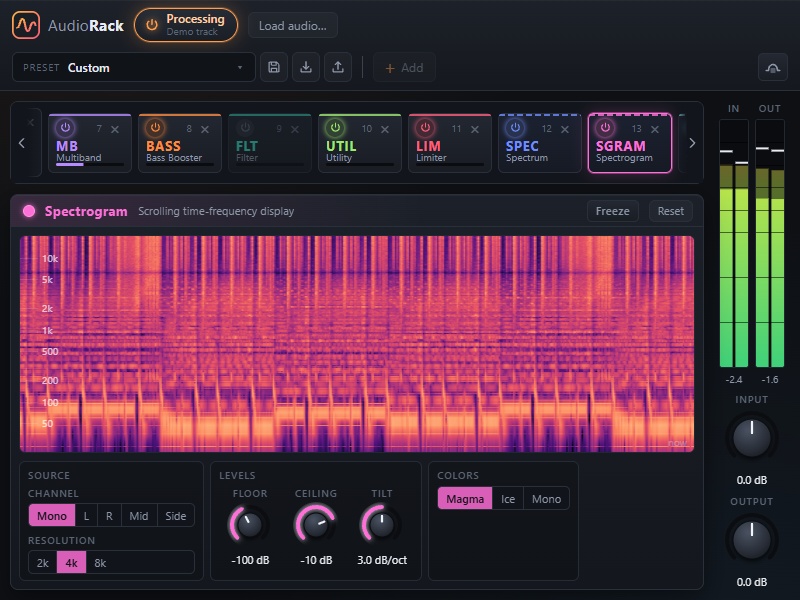 AudioRack
Processing
Demo track
Load audio...
PRESET Custom
+ Add
7
MB
Multiband
8
BASS
Bass Booster
9
FLT
Filter
10
UTIL
Utility
11
LIM
Limiter
12
SPEC
Spectrum
13
SGRAM
Spectrogram
IN OUT
Spectrogram Scrolling time-frequency display
Freeze Reset
10k
5k
2k
1k
500
200
100
50
now
-2.4 -1.6
INPUT
0.0 dB
OUTPUT
0.0 dB
SOURCE
CHANNEL
Mono L R Mid Side
RESOLUTION
2k 4k 8k
LEVELS
FLOOR CEILING TILT
-100 dB -10 dB 3.0 dB/oct
COLORS
Magma Ice Mono